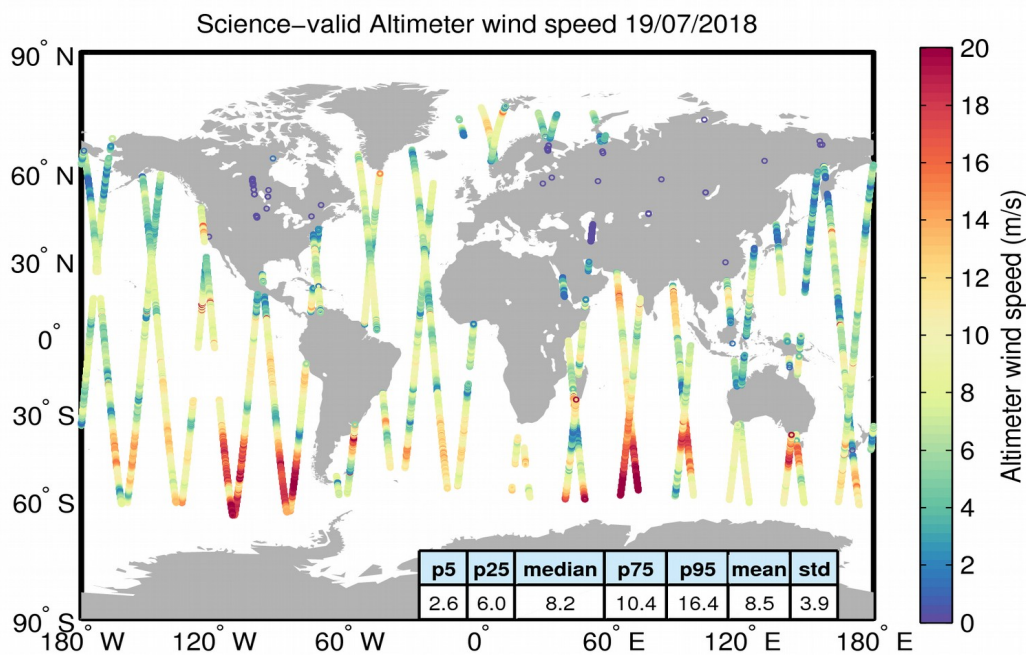 Science-valid Altimeter wind speed 19/07/2018
90° N
60° N
30° N
0°
30° S
60° S
90° S
180° W
120° W
60° W
0°
60° E
120° E
180° E
p5 p25 median p75 p95 mean std
2.6 6.0 8.2 10.4 16.4 8.5 3.9
20
18
16
14
12
10
8
6
4
2
0
Altimeter wind speed (m/s)